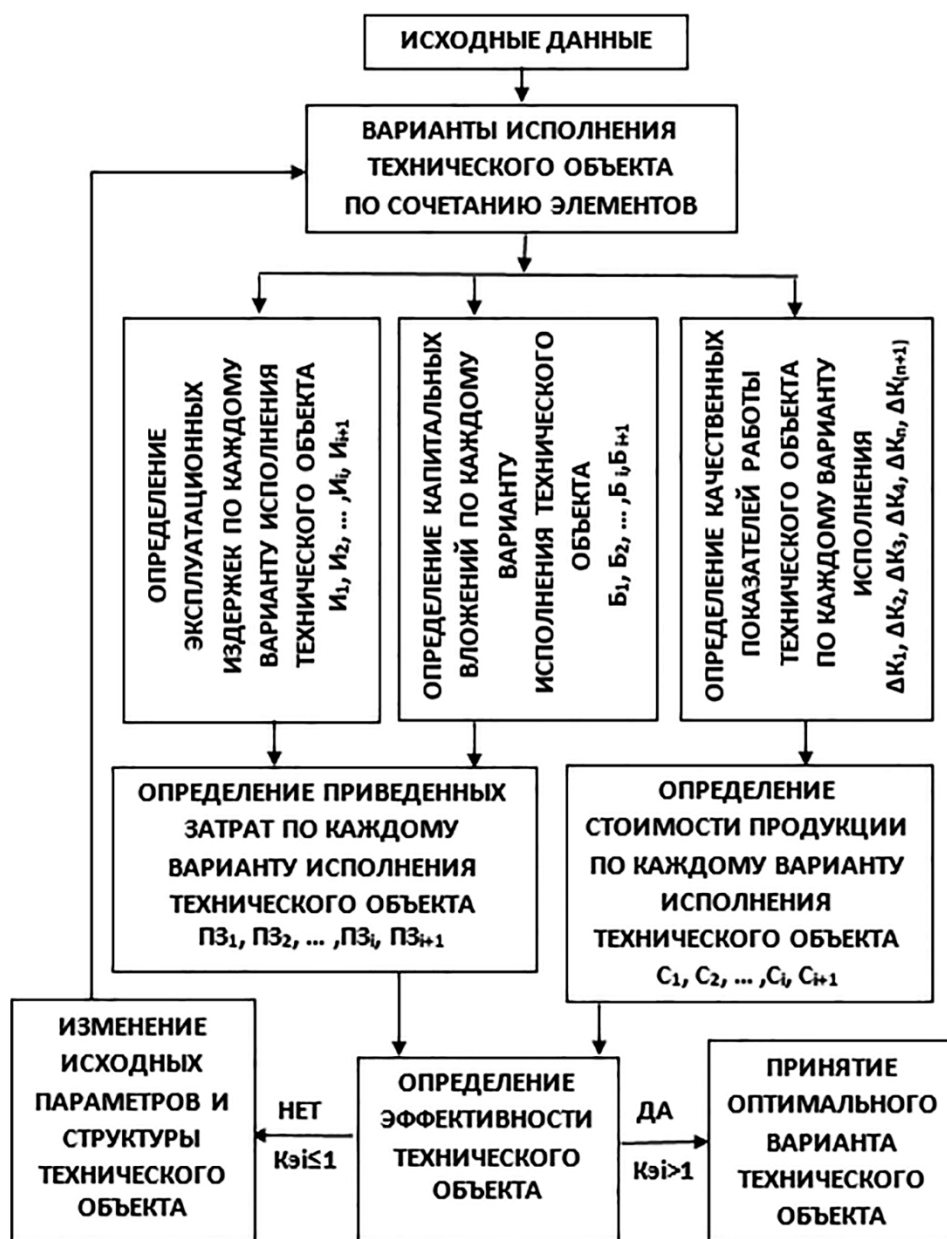 ИСХОДНЫЕ ДАННЫЕ
ВАРИАНТЫ ИСПОЛНЕНИЯ
ТЕХНИЧЕСКОГО ОБЪЕКТА
ПО СОЧЕТАНИЮ ЭЛЕМЕНТОВ
ОПРЕДЕЛЕНИЕ
ЭКСПЛУАТАЦИОННЫХ
ИЗДЕРЖЕК ПО КАЖДОМУ
ВАРИАНТУ ИСПОЛНЕНИЯ
ТЕХНИЧЕСКОГО ОБЪЕКТА
И₁, И₂, ... ,Иᵢ, Иᵢ₊₁
ОПРЕДЕЛЕНИЕ КАПИТАЛЬНЫХ
ВЛОЖЕНИЙ ПО КАЖДОМУ
ВАРИАНТУ
ИСПОЛНЕНИЯ ТЕХНИЧЕСКОГО
ОБЪЕКТА
Б₁, Б₂, ... ,Б ᵢ,Бᵢ₊₁
ОПРЕДЕЛЕНИЕ КАЧЕСТВЕННЫХ
ПОКАЗАТЕЛЕЙ РАБОТЫ
ТЕХНИЧЕСКОГО ОБЪЕКТА
ПО КАЖДОМУ ВАРИАНТУ
ИСПОЛНЕНИЯ
ΔК₁, ΔК₂, ΔК₃, ΔК₄, ΔКₙ, ΔК₍ₙ₊₁₎
ОПРЕДЕЛЕНИЕ ПРИВЕДЕННЫХ
ЗАТРАТ ПО КАЖДОМУ
ВАРИАНТУ ИСПОЛНЕНИЯ
ТЕХНИЧЕСКОГО ОБЪЕКТА
ПЗ₁, ПЗ₂, ... ,ПЗᵢ, ПЗᵢ₊₁
ОПРЕДЕЛЕНИЕ
СТОИМОСТИ ПРОДУКЦИИ
ПО КАЖДОМУ ВАРИАНТУ
ИСПОЛНЕНИЯ
ТЕХНИЧЕСКОГО ОБЪЕКТА
С₁, С₂, ... ,Сᵢ, Сᵢ₊₁
ИЗМЕНЕНИЕ
ИСХОДНЫХ
ПАРАМЕТРОВ И
СТРУКТУРЫ
ТЕХНИЧЕСКОГО
ОБЪЕКТА
НЕТ
Кэi≤1
ОПРЕДЕЛЕНИЕ
ЭФФЕКТИВНОСТИ
ТЕХНИЧЕСКОГО
ОБЪЕКТА
ДА
Кэi>1
ПРИНЯТИЕ
ОПТИМАЛЬНОГО
ВАРИАНТА
ТЕХНИЧЕСКОГО
ОБЪЕКТА